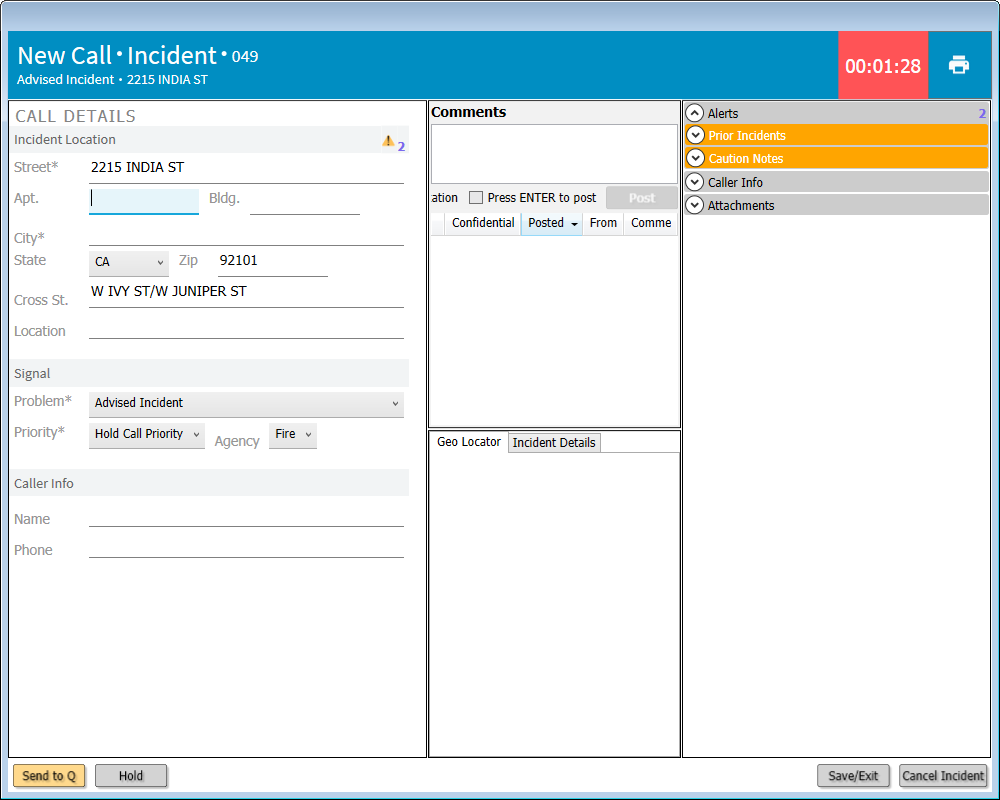 New Call • Incident • 049
Advised Incident • 2215 INDIA ST
00:01:28
CALL DETAILS
Incident Location
2
Street*
2215 INDIA ST
Apt.
Bldg.
City*
State
CA
Zip
92101
Cross St.
W IVY ST/W JUNIPER ST
Location
Signal
Problem*
Advised Incident
Priority*
Hold Call Priority
Agency
Fire
Caller Info
Name
Phone
Comments
ation
Press ENTER to post
Post
Confidential
Posted
From
Comme
Geo Locator
Incident Details
Alerts
2
Prior Incidents
Caution Notes
Caller Info
Attachments
Send to Q
Hold
Save/Exit
Cancel Incident